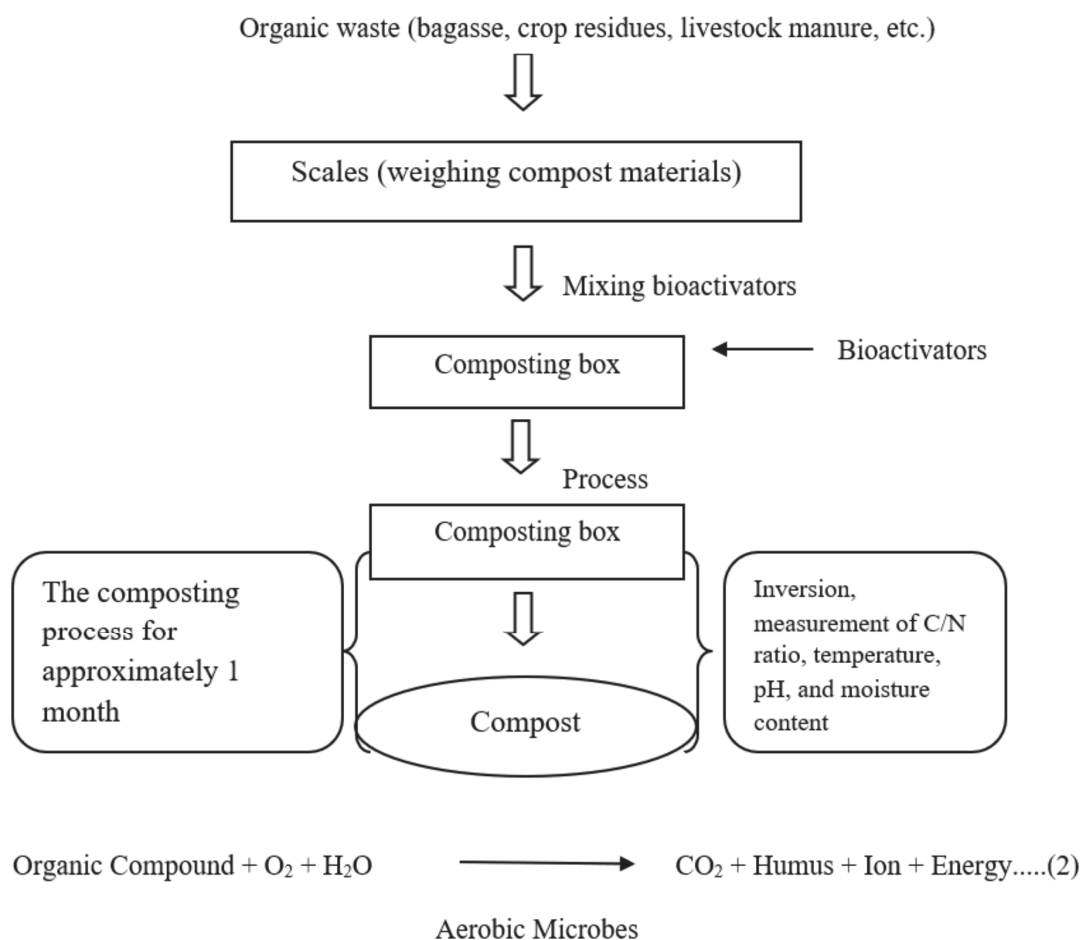 Organic waste (bagasse, crop residues, livestock manure, etc.)
Scales (weighing compost materials)
Mixing bioactivators
Composting box
Bioactivators
Process
Composting box
The composting
process for
approximately 1
month
Inversion,
measurement of C/N
ratio, temperature,
pH, and moisture
content
Compost
Organic Compound + O₂ + H₂O
CO₂ + Humus + Ion + Energy.....(2)
Aerobic Microbes